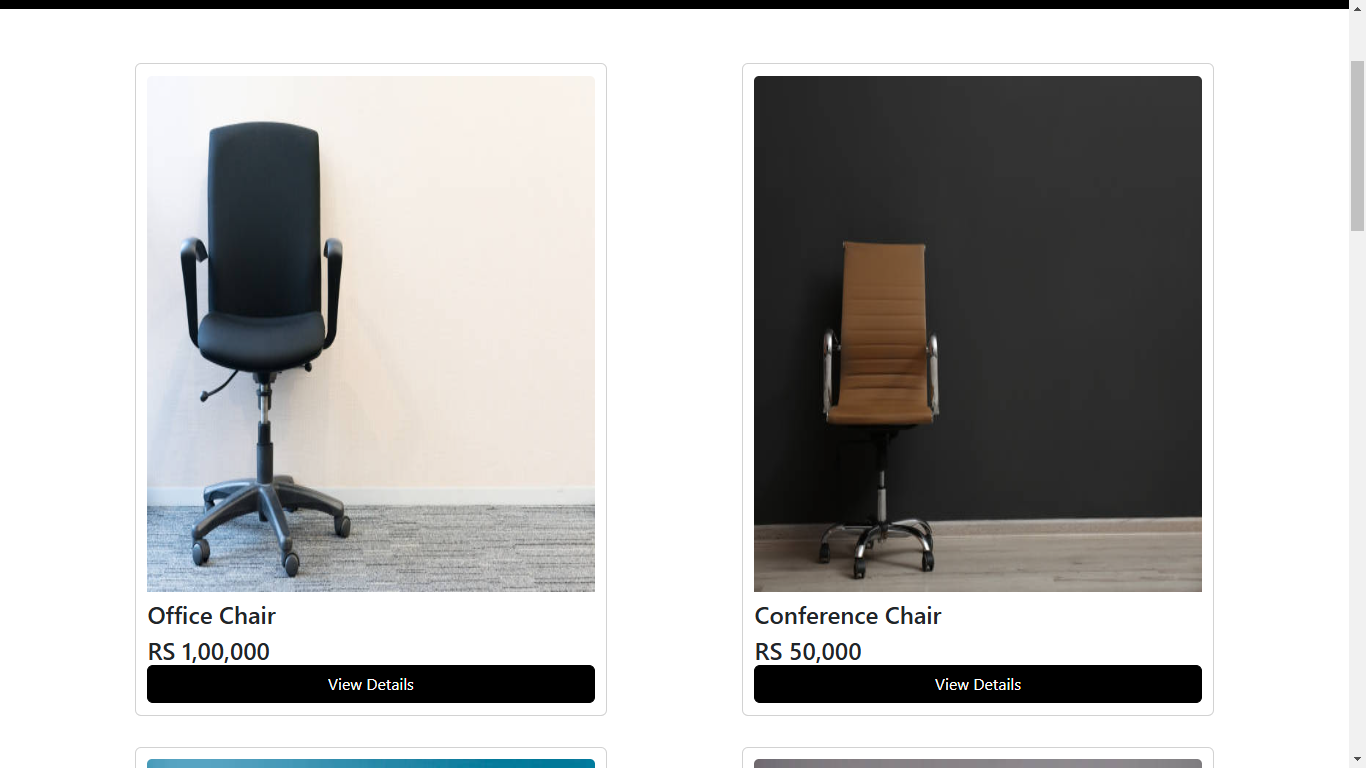 Office Chair
RS 1,00,000
View Details
Conference Chair
RS 50,000
View Details